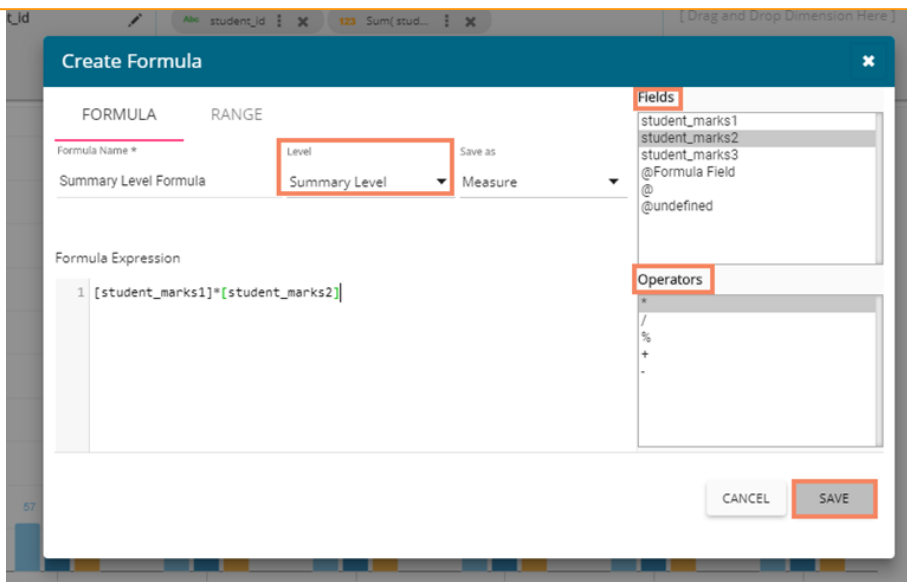 t_id
Abc student_id
123 Sum( stud...
[ Drag and Drop Dimension Here ]
Create Formula
FORMULA
RANGE
Formula Name *
Summary Level Formula
Level
Summary Level
Save as
Measure
Fields
student_marks1
student_marks2
student_marks3
@Formula Field
@
@undefined
Formula Expression
1 [student_marks1]*[student_marks2]
Operators
*
/
%
+
-
CANCEL
SAVE
57